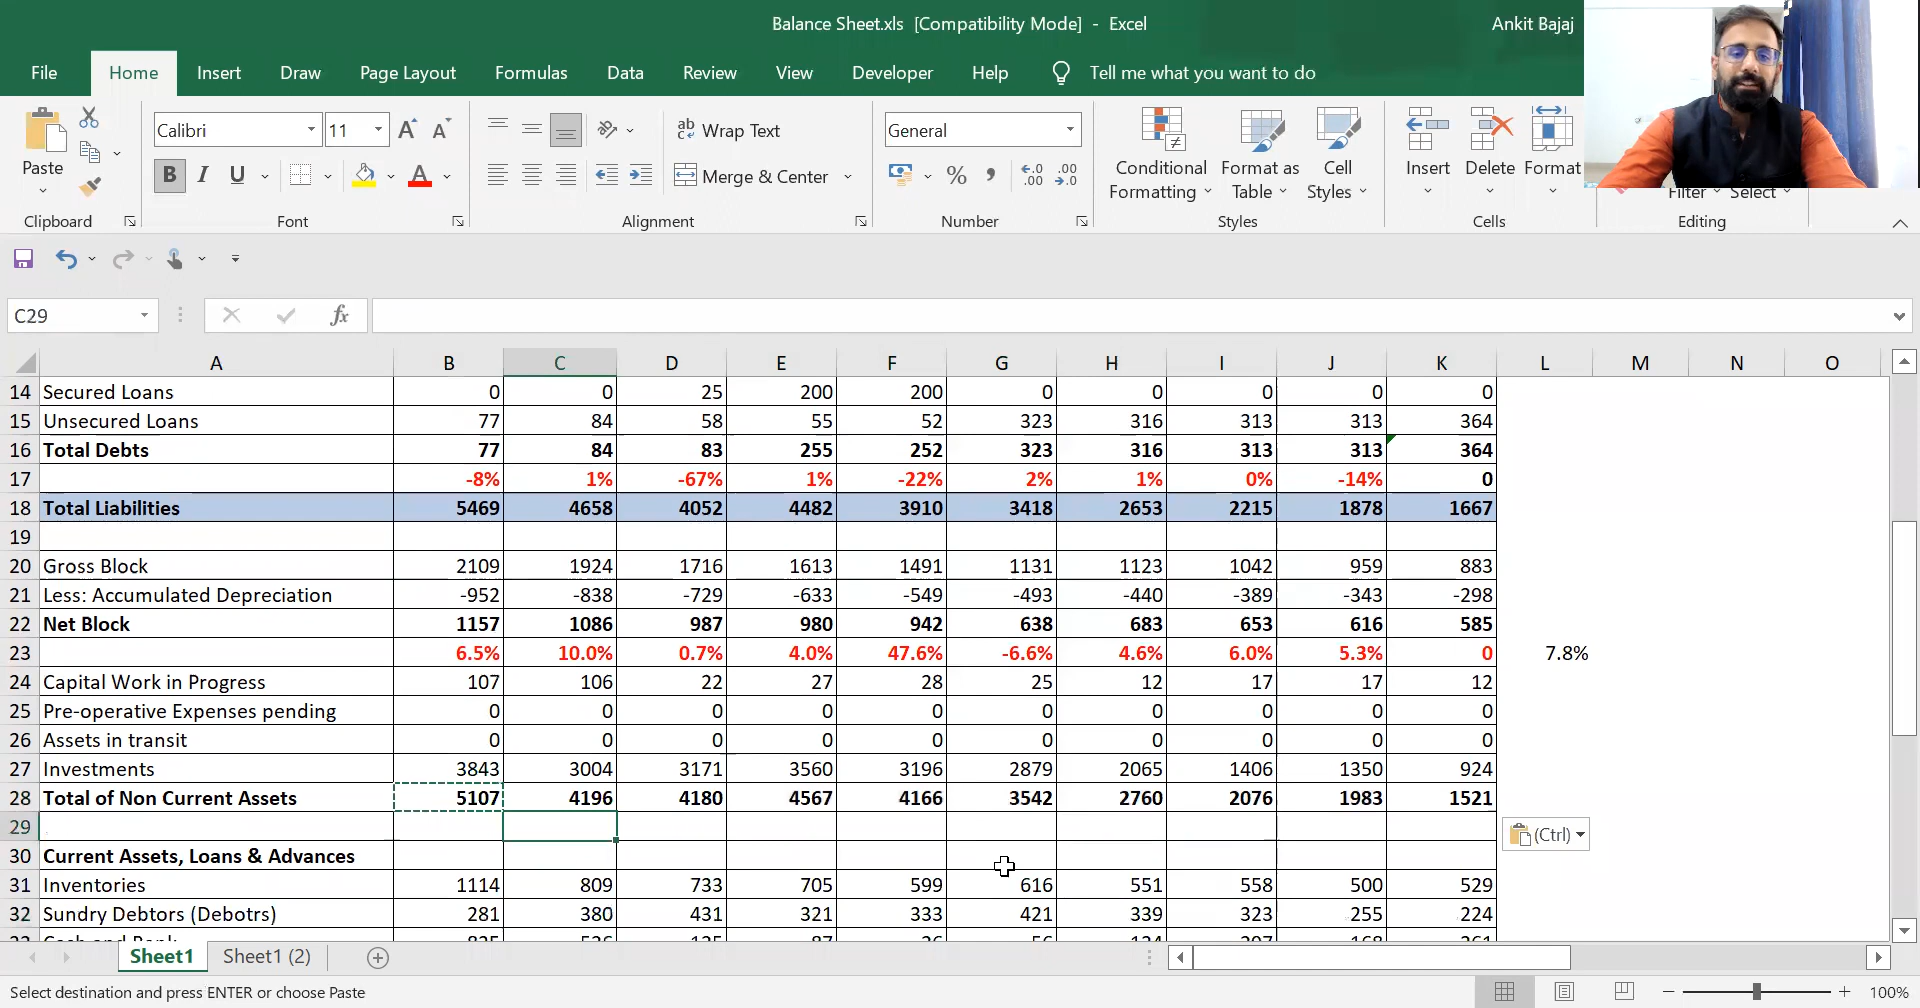 Balance Sheet.xls [Compatibility Mode] - Excel
Ankit Bajaj
File Home Insert Draw Page Layout Formulas Data Review View Developer Help Tell me what you want to do
Paste
Calibri 11
B I U
ab Wrap Text
Merge & Center
General
% , .00 .00
Conditional Formatting
Format as Table
Cell Styles
Insert Delete Format
Filter Select
Clipboard Font Alignment Number Styles Cells Editing
C29 fx
A B C D E F G H I J K L M N O
14 Secured Loans 0 0 25 200 200 0 0 0 0 0
15 Unsecured Loans 77 84 58 55 52 323 316 313 313 364
16 Total Debts 77 84 83 255 252 323 316 313 313 364
17 -8% 1% -67% 1% -22% 2% 1% 0% -14% 0
18 Total Liabilities 5469 4658 4052 4482 3910 3418 2653 2215 1878 1667
19
20 Gross Block 2109 1924 1716 1613 1491 1131 1123 1042 959 883
21 Less: Accumulated Depreciation -952 -838 -729 -633 -549 -493 -440 -389 -343 -298
22 Net Block 1157 1086 987 980 942 638 683 653 616 585
23 6.5% 10.0% 0.7% 4.0% 47.6% -6.6% 4.6% 6.0% 5.3% 0 7.8%
24 Capital Work in Progress 107 106 22 27 28 25 12 17 17 12
25 Pre-operative Expenses pending 0 0 0 0 0 0 0 0 0 0
26 Assets in transit 0 0 0 0 0 0 0 0 0 0
27 Investments 3843 3004 3171 3560 3196 2879 2065 1406 1350 924
28 Total of Non Current Assets 5107 4196 4180 4567 4166 3542 2760 2076 1983 1521
29 (Ctrl)
30 Current Assets, Loans & Advances
31 Inventories 1114 809 733 705 599 616 551 558 500 529
32 Sundry Debtors (Debotrs) 281 380 431 321 333 421 339 323 255 224
Sheet1 Sheet1 (2)
Select destination and press ENTER or choose Paste
100%